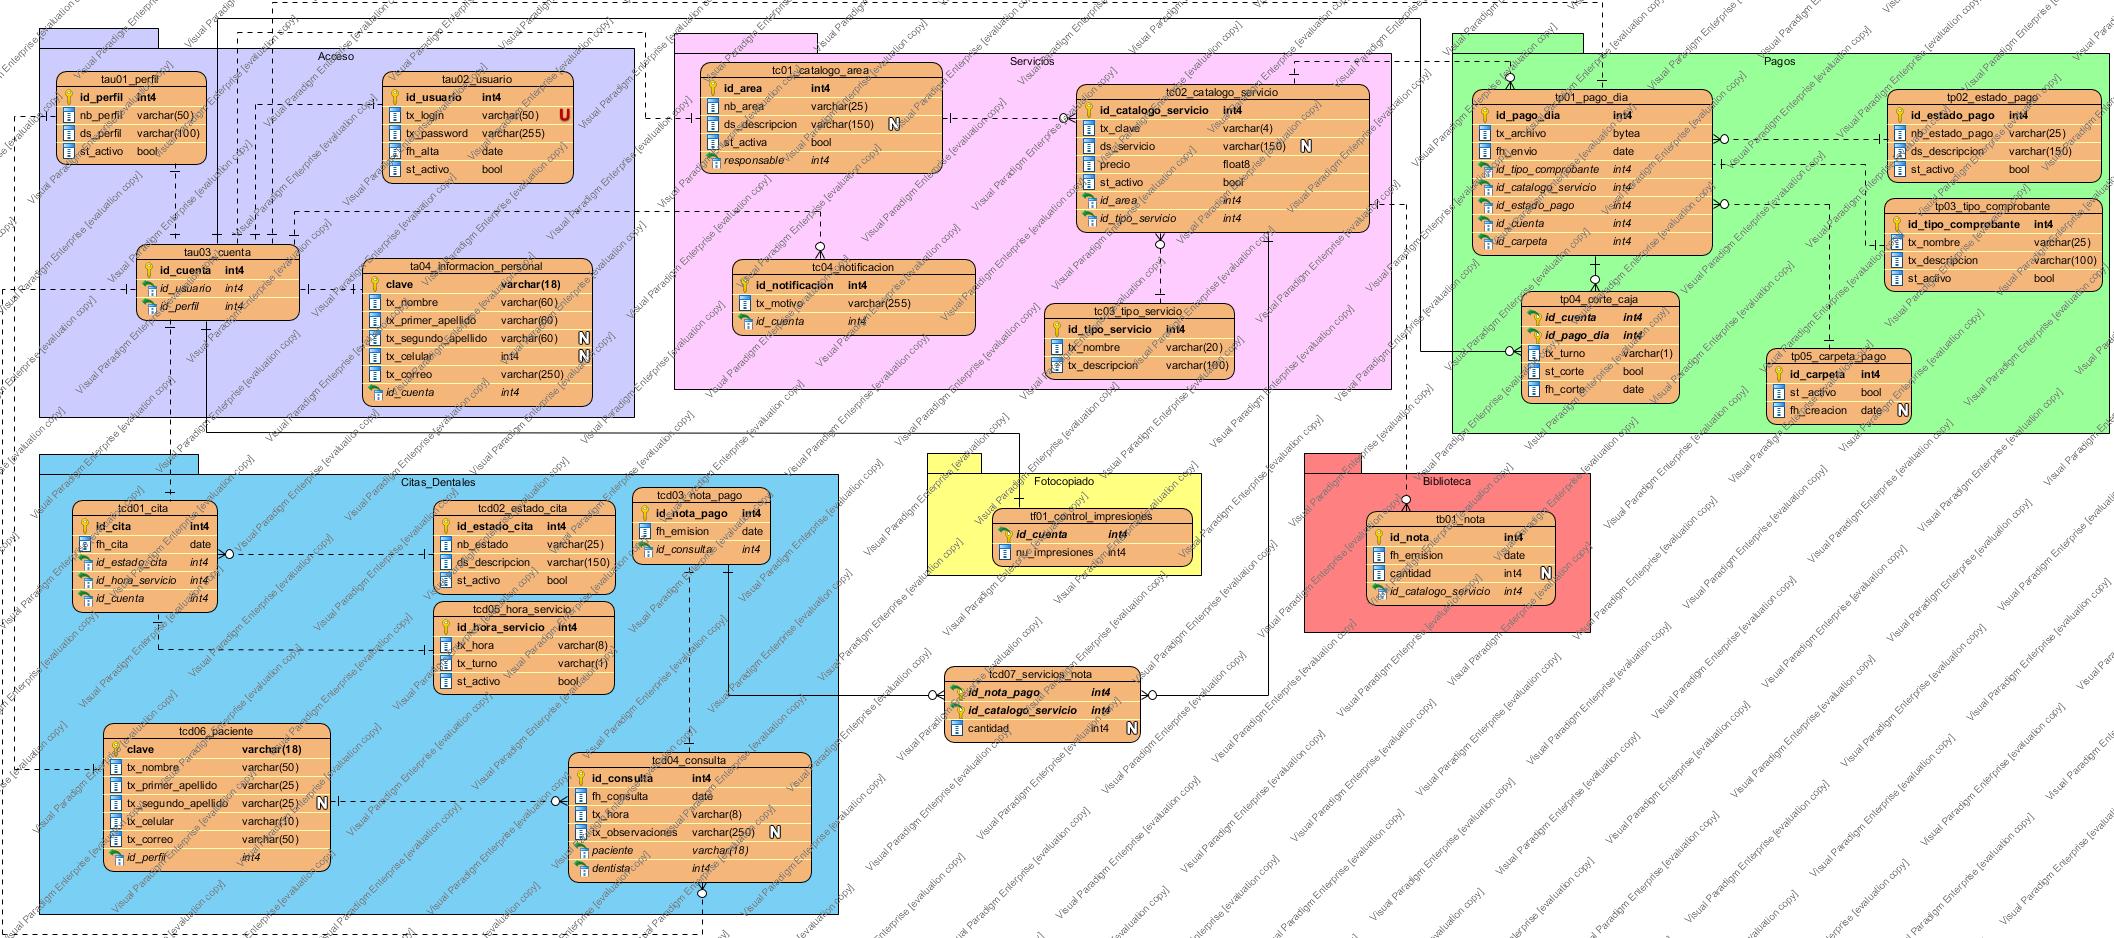 Acceso
tau01_perfil
id_perfil int4
nb_perfil varchar(50)
ds_perfil varchar(100)
st_activo bool
tau02_usuario
id_usuario int4
tx_login varchar(50) U
tx_password varchar(255)
fh_alta date
st_activo bool
tau03_cuenta
id_cuenta int4
id_usuario int4
id_perfil int4
ta04_informacion_personal
clave varchar(18)
tx_nombre varchar(60)
tx_primer_apellido varchar(60)
tx_segundo_apellido varchar(60) N
tx_celular int4 N
tx_correo varchar(250)
id_cuenta int4
Servicios
tc01_catalogo_area
id_area int4
nb_area varchar(25)
ds_descripcion varchar(150) N
st_activa bool
responsable int4
tc02_catalogo_servicio
id_catalogo_servicio int4
tx_clave varchar(4)
ds_servicio varchar(150) N
precio float8
st_activo bool
id_area int4
id_tipo_servicio int4
tc04_notificacion
id_notificacion int4
tx_motivo varchar(255)
id_cuenta int4
tc03_tipo_servicio
id_tipo_servicio int4
tx_nombre varchar(20)
tx_descripcion varchar(100)
Pagos
tp01_pago_dia
id_pago_dia int4
tx_archivo bytea
fh_envio date
id_tipo_comprobante int4
id_catalogo_servicio int4
id_estado_pago int4
id_cuenta int4
id_carpeta int4
tp02_estado_pago
id_estado_pago int4
nb_estado_pago varchar(25)
ds_descripcion varchar(150)
st_activo bool
tp03_tipo_comprobante
id_tipo_comprobante int4
tx_nombre varchar(25)
tx_descripcion varchar(100)
st_activo bool
tp04_corte_caja
id_cuenta int4
id_pago_dia int4
tx_turno varchar(1)
st_corte bool
fh_corte date
tp05_carpeta_pago
id_carpeta int4
st_activo bool
fh_creacion date N
Citas_Dentales
tcd01_cita
id_cita int4
fh_cita date
id_estado_cita int4
id_hora_servicio int4
id_cuenta int4
tcd02_estado_cita
id_estado_cita int4
nb_estado varchar(25)
ds_descripcion varchar(150)
st_activo bool
tcd03_nota_pago
id_nota_pago int4
fh_emision date
id_consulta int4
tcd05_hora_servicio
id_hora_servicio int4
tx_hora varchar(8)
tx_turno varchar(1)
st_activo bool
tcd06_paciente
clave varchar(18)
tx_nombre varchar(50)
tx_primer_apellido varchar(25)
tx_segundo_apellido varchar(25) N
tx_celular varchar(10)
tx_correo varchar(50)
id_perfil int4
tcd04_consulta
id_consulta int4
fh_consulta date
tx_hora varchar(8)
tx_observaciones varchar(250) N
paciente varchar(18)
dentista int4
Fotocopiado
tf01_control_impresiones
id_cuenta int4
nu_impresiones int4
Biblioteca
tb01_nota
id_nota int4
fh_emision date
cantidad int4 N
id_catalogo_servicio int4
tcd07_servicios_nota
id_nota_pago int4
id_catalogo_servicio int4
cantidad int4 N
Visual Paradigm Enterprise [evaluation copy]